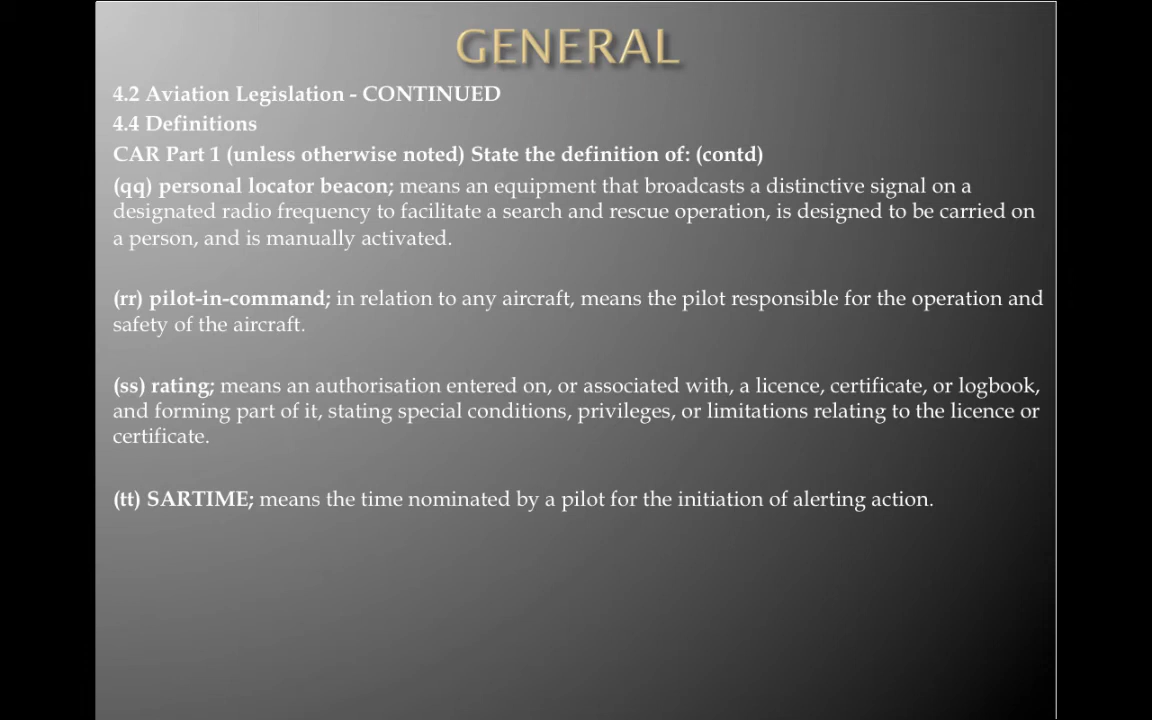 GENERAL
4.2 Aviation Legislation - CONTINUED
4.4 Definitions
CAR Part 1 (unless otherwise noted) State the definition of: (contd)
(qq) personal locator beacon; means an equipment that broadcasts a distinctive signal on a
designated radio frequency to facilitate a search and rescue operation, is designed to be carried on
a person, and is manually activated.
(rr) pilot-in-command; in relation to any aircraft, means the pilot responsible for the operation and
safety of the aircraft.
(ss) rating; means an authorisation entered on, or associated with, a licence, certificate, or logbook,
and forming part of it, stating special conditions, privileges, or limitations relating to the licence or
certificate.
(tt) SARTIME; means the time nominated by a pilot for the initiation of alerting action.